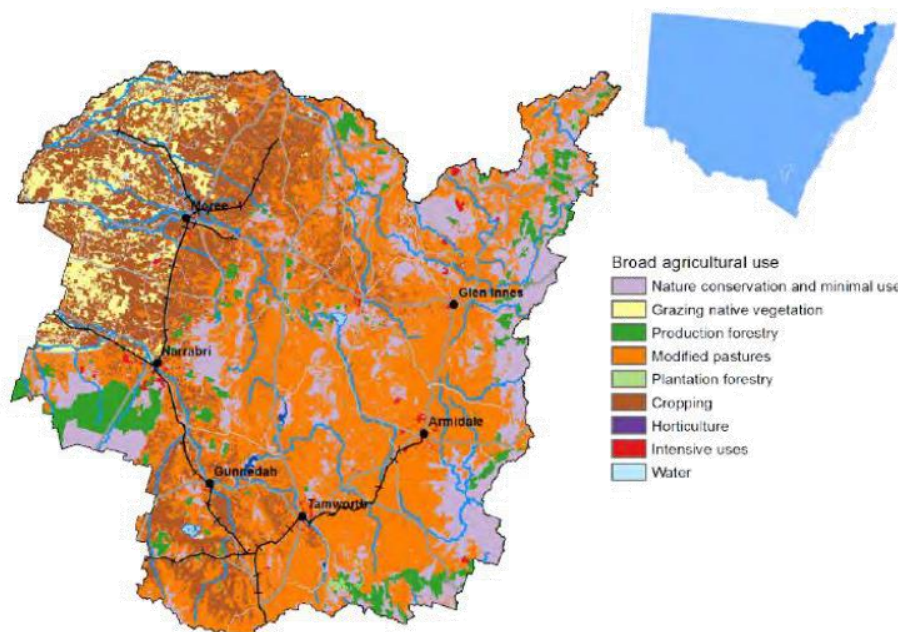 Moree
Glen Innes
Narrabri
Armidale
Gunnedah
Tamworth
Broad agricultural use
Nature conservation and minimal use
Grazing native vegetation
Production forestry
Modified pastures
Plantation forestry
Cropping
Horticulture
Intensive uses
Water